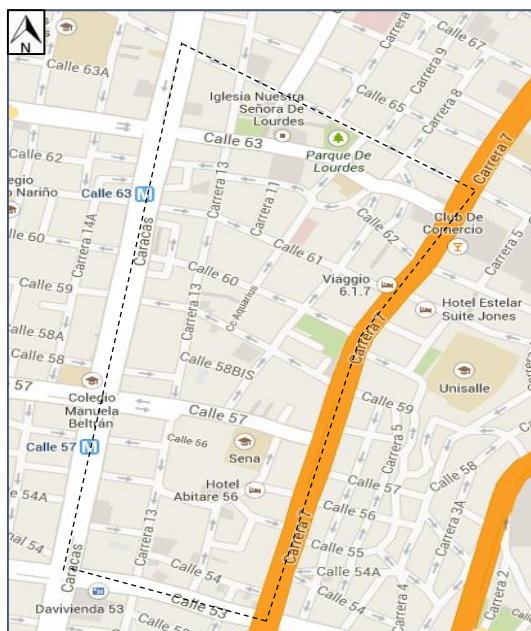 N
Calle 63A
Carrera 9
Calle 67
Iglesia Nuestra
Señora De
Lourdes
Calle 65
Carrera 8
Carrera 7
Calle 62
Calle 63
Parque De
Lourdes
Carrera 13
Carrera 11
Calle 63
M
Calle 62
Club De
Comercio
Carrera 5
Carrera 14A
Caracas
Calle 60
Calle 61
Calle 60
Viaggio
6.1.7
Calle 59
Carrera 13
Cc Aquarius
Hotel Estelar
Suite Jones
Calle 58A
Calle 58
Calle 58BIS
Carrera 7
Unisalle
57
Colegio
Manuela
Beltrán
Calle 57
Calle 59
Carrera 5
Calle 57
M
Calle 56
Sena
Calle 58
Hotel
Abitare 56
Calle 57
Carrera 3A
54A
Calle 56
Carrera 13
Carrera 7
Calle 55
54
Calle 54
Calle 54A
Caracas
Carrera 4
Carrera 2
Davivienda 53
Calle 53